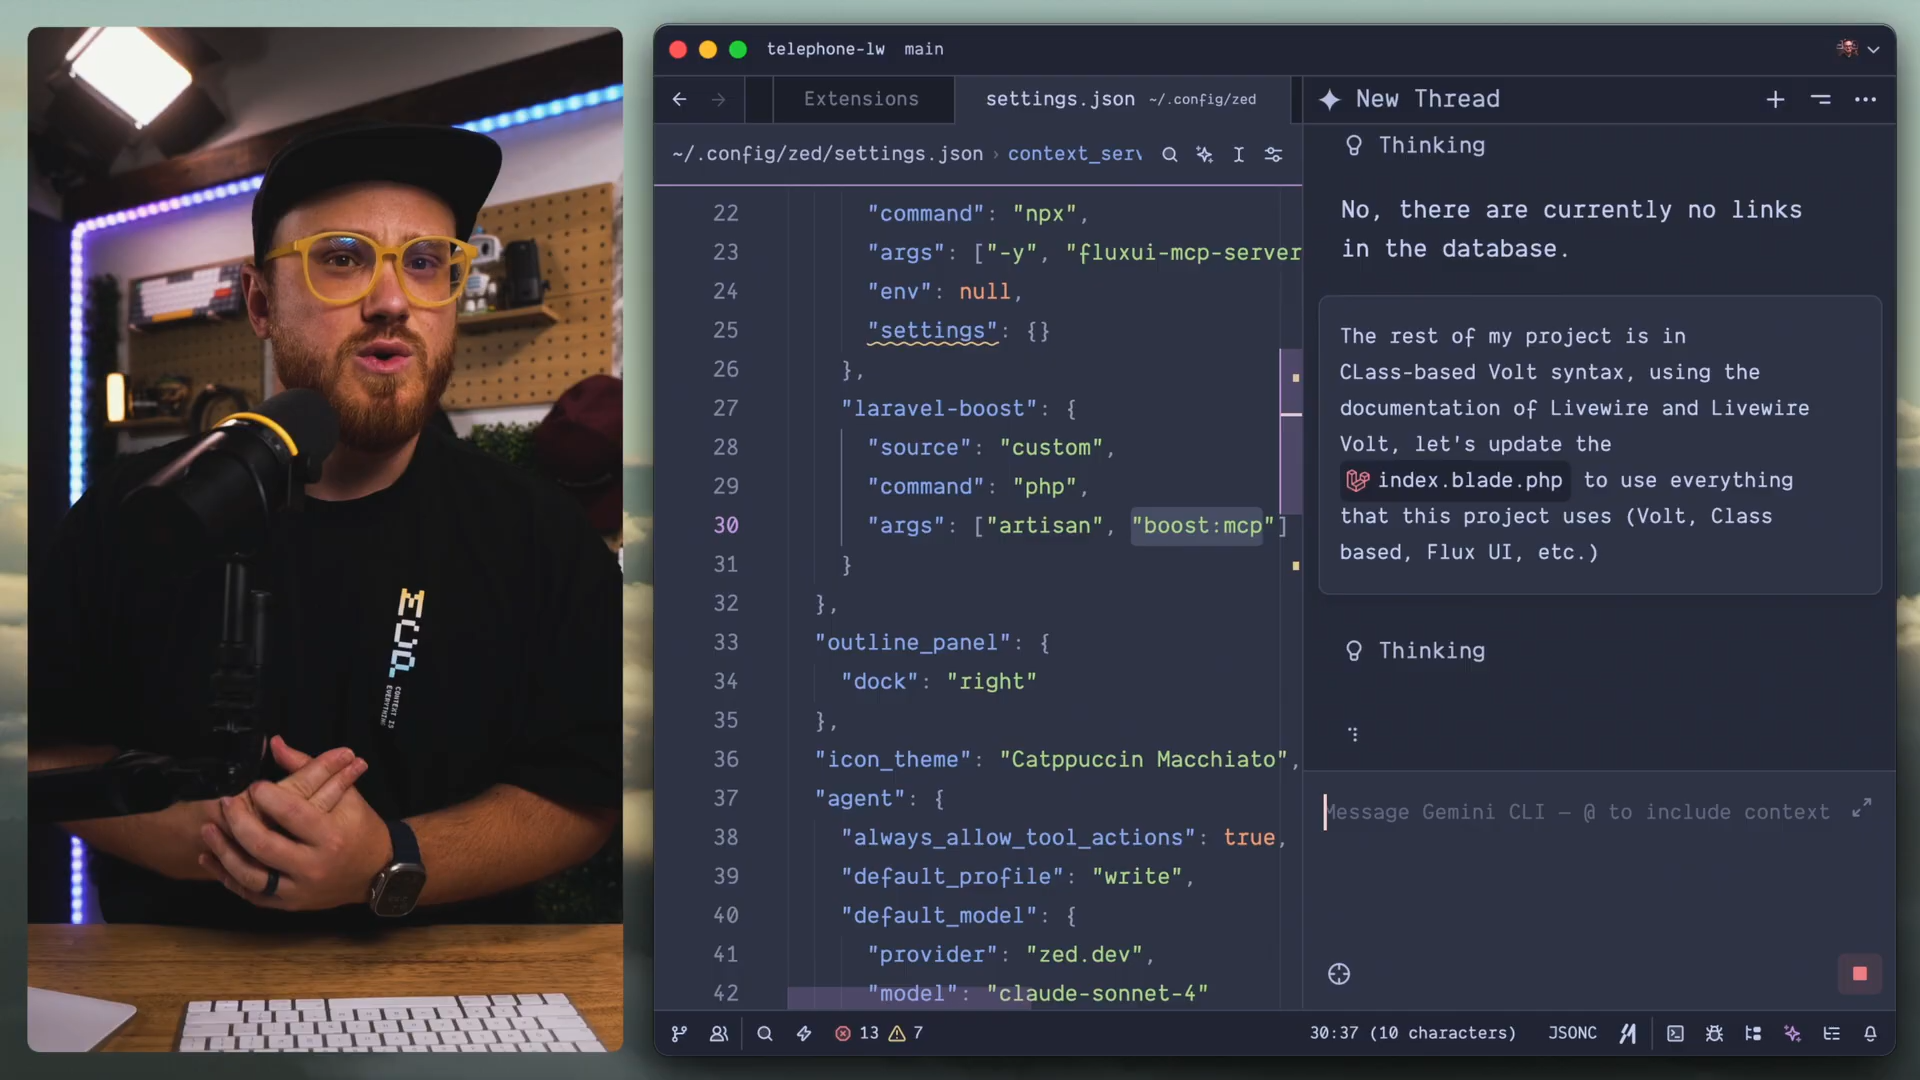 MCP
CONTEXT IS
EVERYTHING
telephone-lw main
Extensions
settings.json ~/.config/zed
~/.config/zed/settings.json › context_serv
22 "command": "npx",
23 "args": ["-y", "fluxui-mcp-server
24 "env": null,
25 "settings": {}
26 },
27 "laravel-boost": {
28 "source": "custom",
29 "command": "php",
30 "args": ["artisan", "boost:mcp"]
31 }
32 },
33 "outline_panel": {
34 "dock": "right"
35 },
36 "icon_theme": "Catppuccin Macchiato",
37 "agent": {
38 "always_allow_tool_actions": true,
39 "default_profile": "write",
40 "default_model": {
41 "provider": "zed.dev",
42 "model": "claude-sonnet-4"
New Thread
Thinking
No, there are currently no links
in the database.
The rest of my project is in
CLass-based Volt syntax, using the
documentation of Livewire and Livewire
Volt, let's update the
index.blade.php to use everything
that this project uses (Volt, Class
based, Flux UI, etc.)
Thinking
Message Gemini CLI — @ to include context
13 7
30:37 (10 characters) JSONC